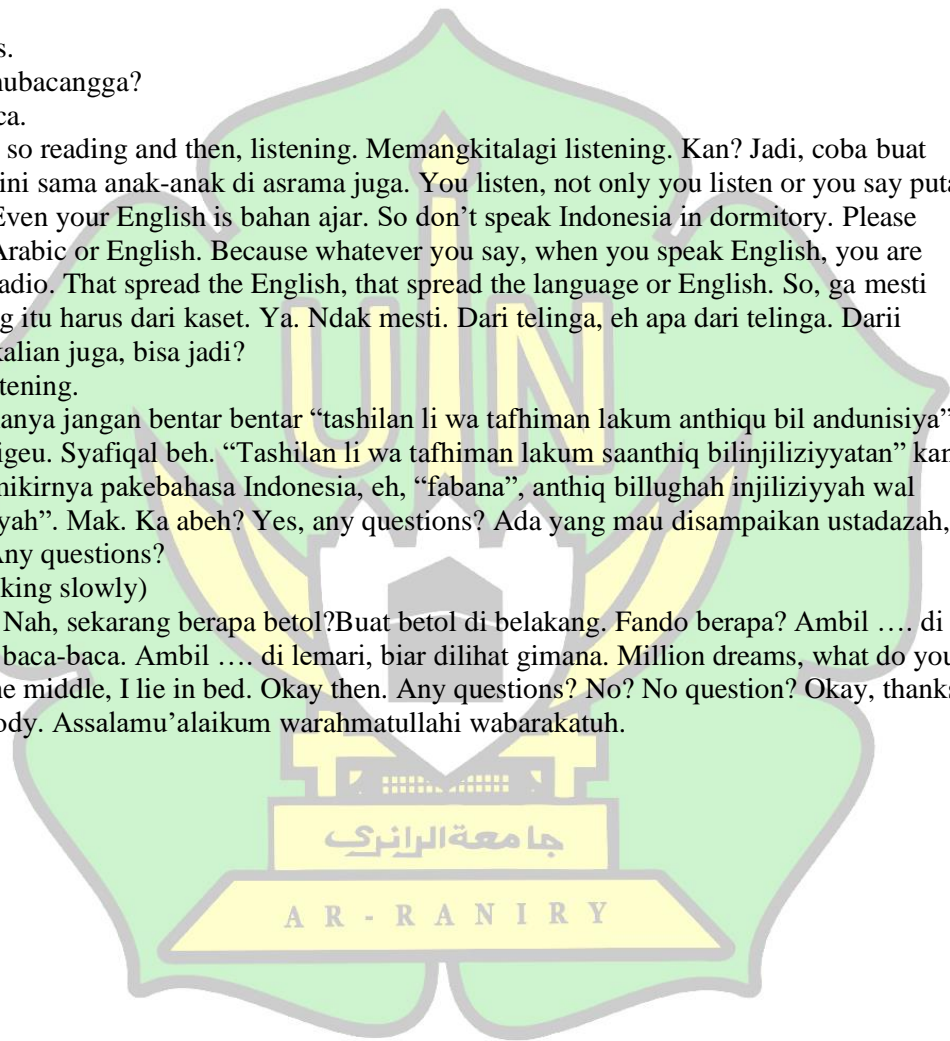 s.
nubacangga?
ca.
so reading and then, listening. Memangkitalagi listening. Kan? Jadi, coba buat
ini sama anak-anak di asrama juga. You listen, not only you listen or you say puta
Even your English is bahan ajar. So don’t speak Indonesia in dormitory. Please
Arabic or English. Because whatever you say, when you speak English, you are
adio. That spread the English, that spread the language or English. So, ga mesti
g itu harus dari kaset. Ya. Ndak mesti. Dari telinga, eh apa dari telinga. Darii
kalian juga, bisa jadi?
tening.
anya jangan bentar bentar “tashilan li wa tafhiman lakum anthiqu bil andunisiya”
igeu. Syafiqal beh. “Tashilan li wa tafhiman lakum saanthiq bilinjiliziyyatan” kan
mikirnya pakebahasa Indonesia, eh, “fabana”, anthiq billughah injiliziyyah wal
yah”. Mak. Ka abeh? Yes, any questions? Ada yang mau disampaikan ustadazah,
Any questions?
king slowly)
Nah, sekarang berapa betol?Buat betol di belakang. Fando berapa? Ambil …. di
baca-baca. Ambil …. di lemari, biar dilihat gimana. Million dreams, what do you
he middle, I lie in bed. Okay then. Any questions? No? No question? Okay, thanks
ody. Assalamu’alaikum warahmatullahi wabarakatuh.
UIN
جامعة الرانري
AR-RANIRY